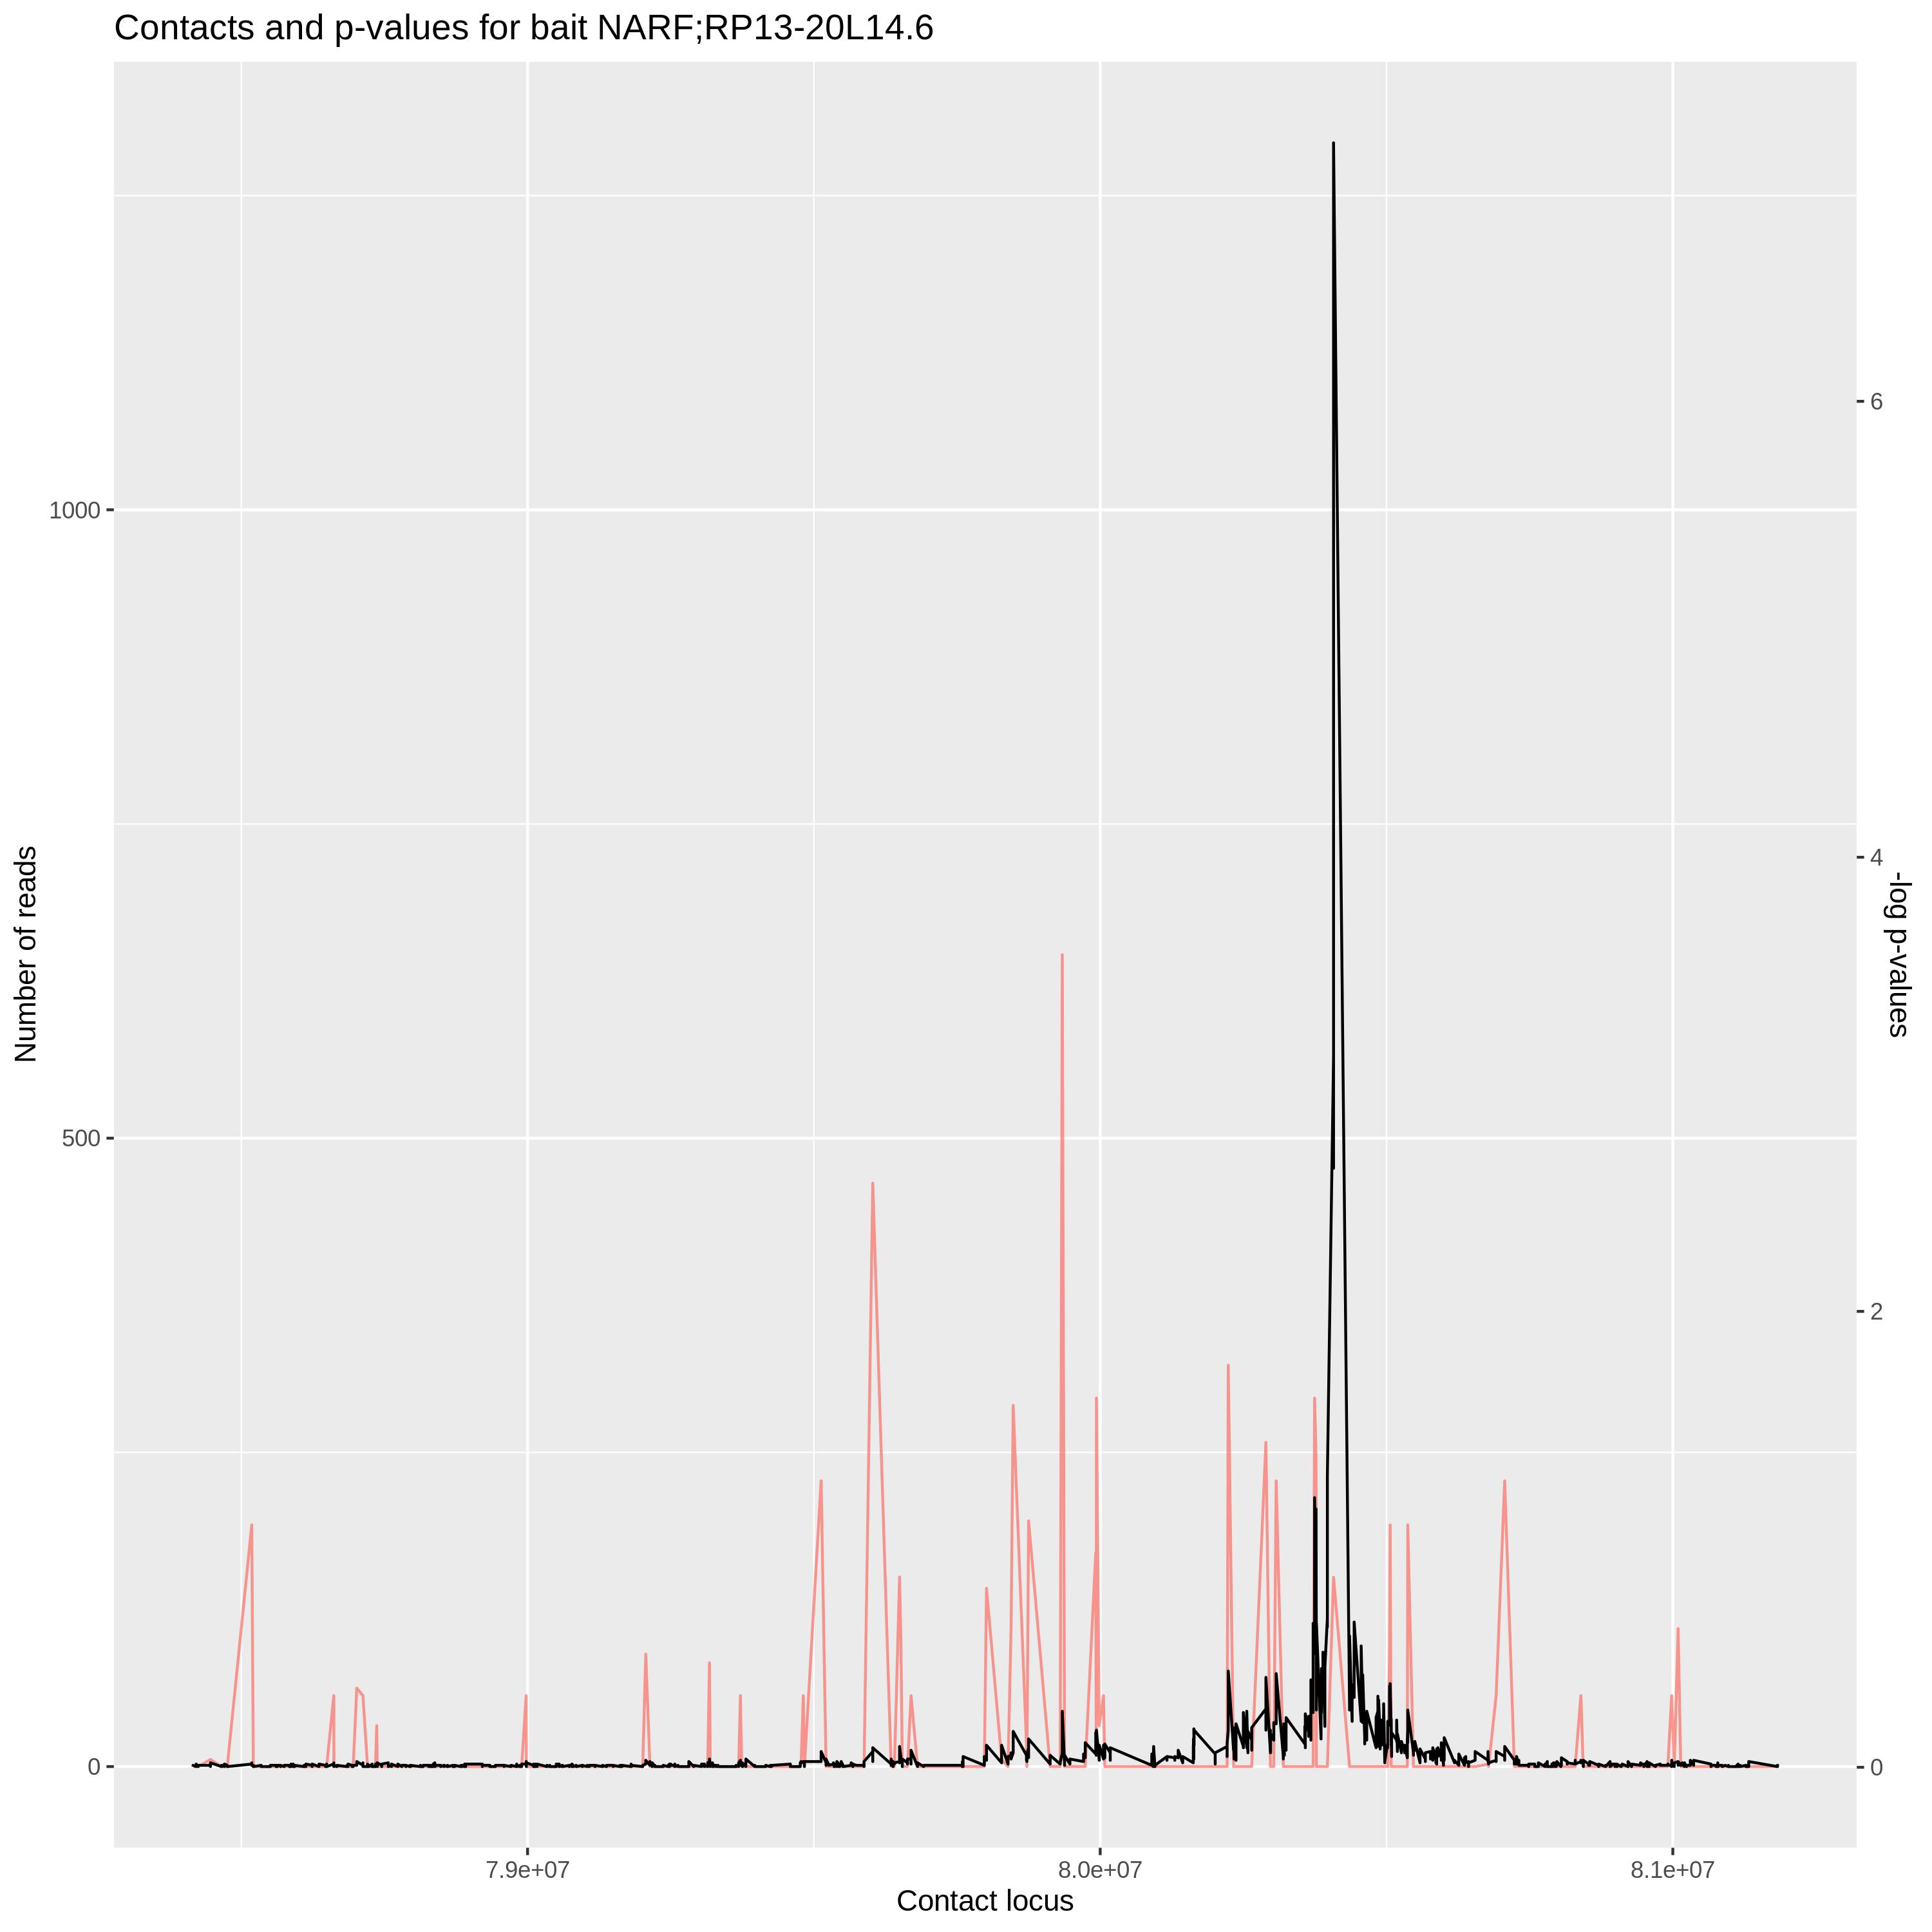 Contacts and p-values for bait NARF;RP13-20L14.6
Number of reads
1000
500
0
6
4
2
0
-log p-values
7.9e+07
8.0e+07
8.1e+07
Contact locus